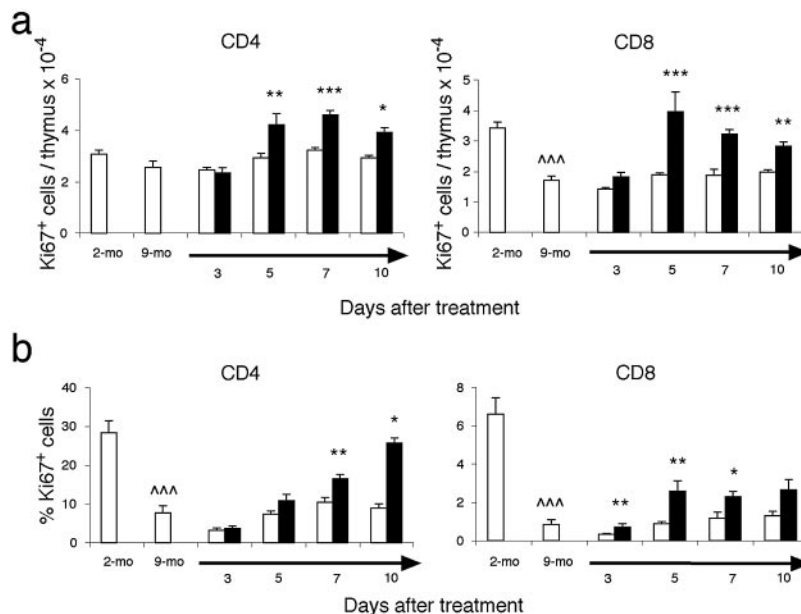 a
CD4
CD8
Ki67+ cells / thymus x 10-4
6
4
2
0
**
***
*
2-mo 9-mo 3 5 7 10
Ki67+ cells / thymus x 10-4
5
4
3
2
1
0
^^^
***
***
**
2-mo 9-mo 3 5 7 10
Days after treatment
b
CD4
CD8
% Ki67+ cells
40
30
20
10
0
^^^
**
*
2-mo 9-mo 3 5 7 10
8
6
4
2
0
^^^
**
**
*
2-mo 9-mo 3 5 7 10
Days after treatment